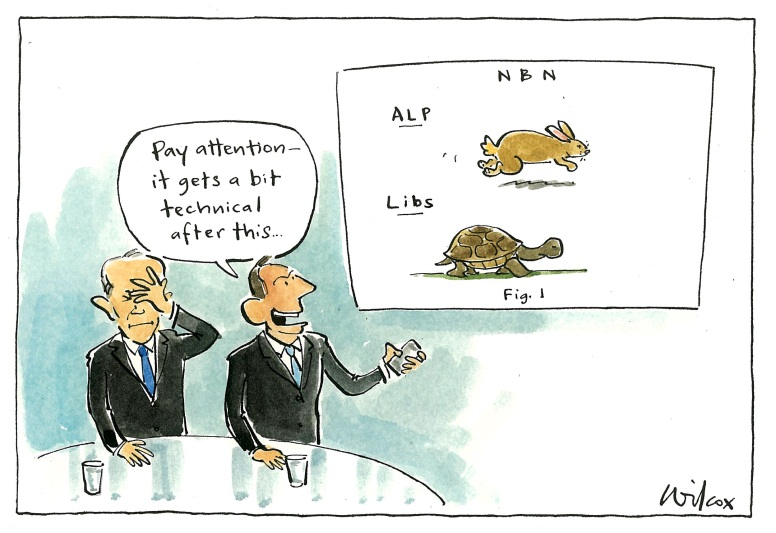 NBN
ALP
Libs
Fig. 1
Pay attention—
it gets a bit
technical
after this...
Wilcox